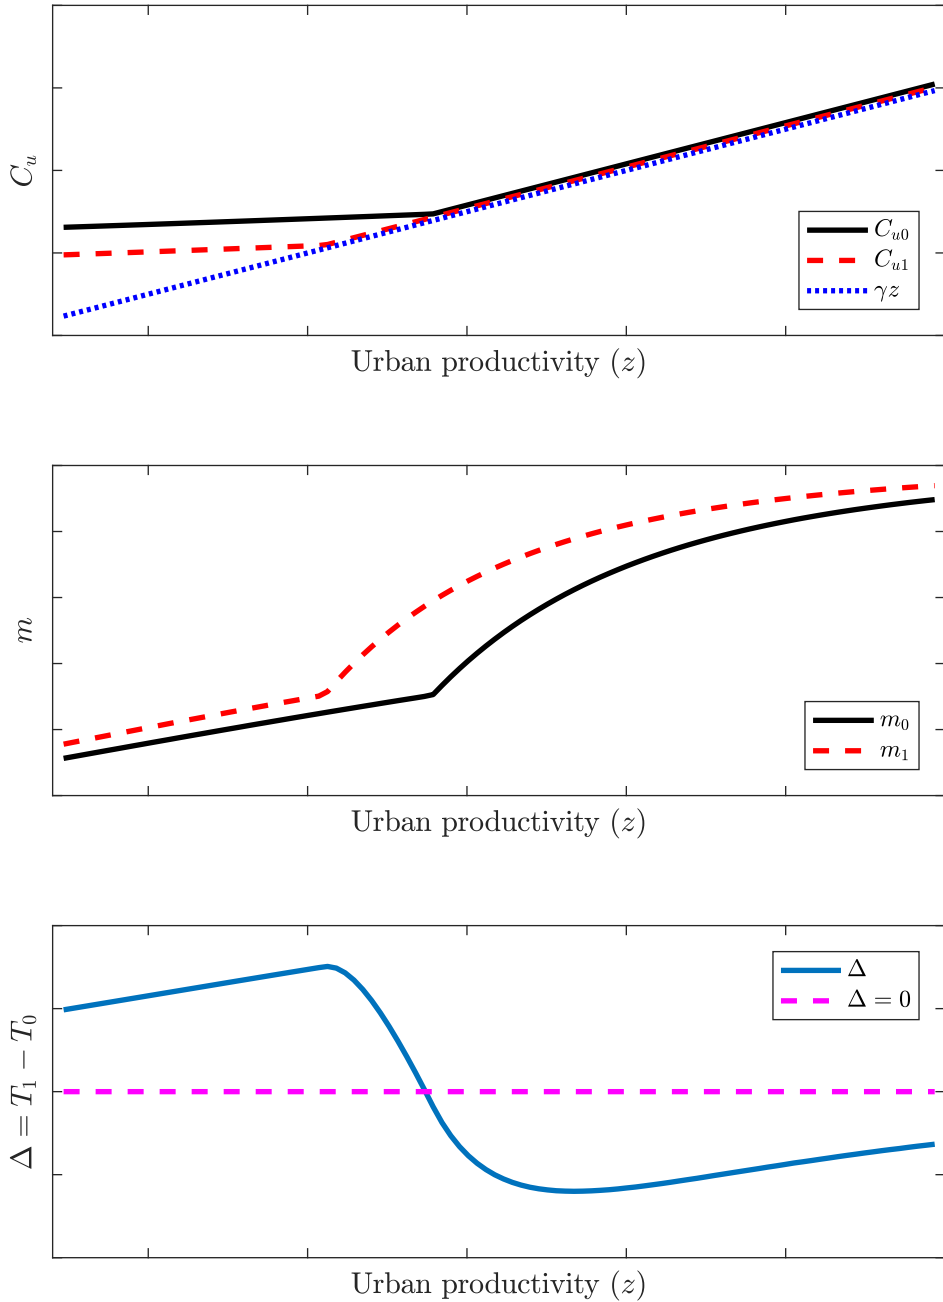 C_u
C_{u0}
C_{u1}
γz
Urban productivity (z)
m
m_0
m_1
Urban productivity (z)
Δ = T_1 − T_0
Δ
Δ = 0
Urban productivity (z)